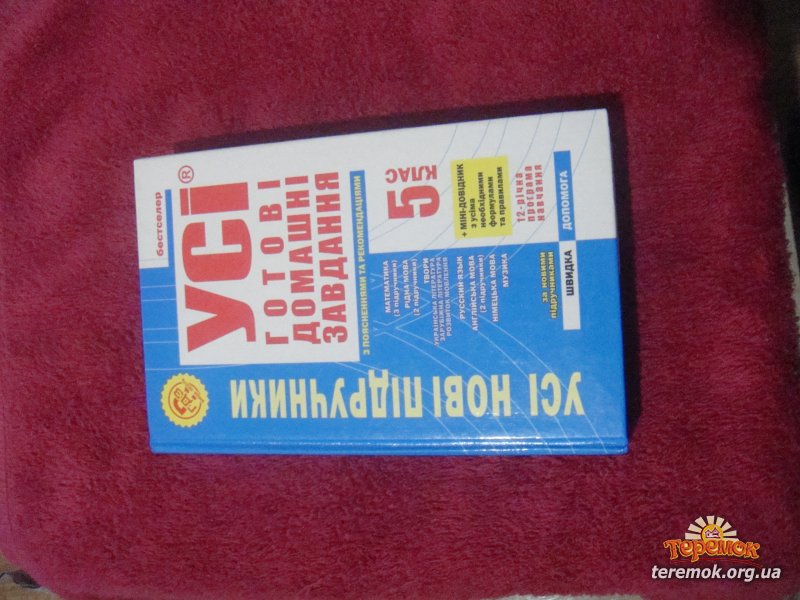 бестселер
УСі®
ГОТОВІ
ДОМАШНІ
ЗАВДАННЯ
З ПОЯСНЕННЯМИ ТА РЕКОМЕНДАЦІЯМИ
МАТЕМАТИКА
(3 підручники)
РІДНА МОВА
(2 підручники)
ТВОРИ
УКРАЇНСЬКА ЛІТЕРАТУРА
ЗАРУБІЖНА ЛІТЕРАТУРА
РОЗВИТОК МОВЛЕННЯ
РУССКИЙ ЯЗЫК
АНГЛІЙСЬКА МОВА
(2 підручники)
НІМЕЦЬКА МОВА
МУЗИКА
5 КЛАС
+ МІНІ-ДОВІДНИК
з усіма
необхідними
формулами
та правилами
12-річна
програма
навчання
за новими
підручниками
ШВИДКА ДОПОМОГА
УСІ НОВІ ПІДРУЧНИКИ
Теремок
teremok.org.ua